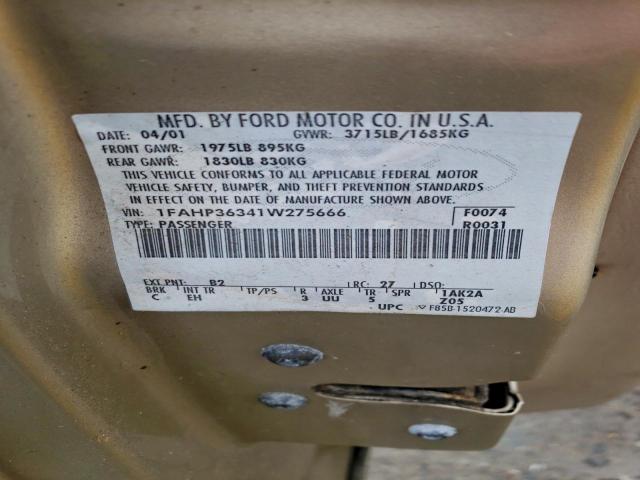 MFD. BY FORD MOTOR CO. IN U.S.A.
DATE: 04/01 GVWR: 3715LB/1685KG
FRONT GAWR: 1975LB 895KG
REAR GAWR: 1830LB 830KG
THIS VEHICLE CONFORMS TO ALL APPLICABLE FEDERAL MOTOR
VEHICLE SAFETY, BUMPER, AND THEFT PREVENTION STANDARDS
IN EFFECT ON THE DATE OF MANUFACTURE SHOWN ABOVE.
VIN: 1FAHP36341W275666 F0074
TYPE: PASSENGER R0031
EXT PNT: B2 RC: 27 DSO:
BRK INT TR TP/PS R AXLE TR SPR 1AK2A
C EH 3 UU 5 Z05
UPC F85B-1520472-AB